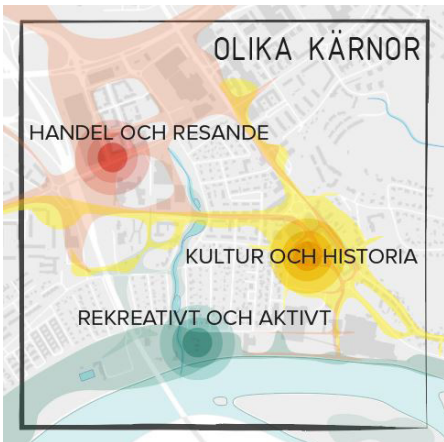 OLIKA KÄRNOR
HANDEL OCH RESANDE
KULTUR OCH HISTORIA
REKREATIVT OCH AKTIVT